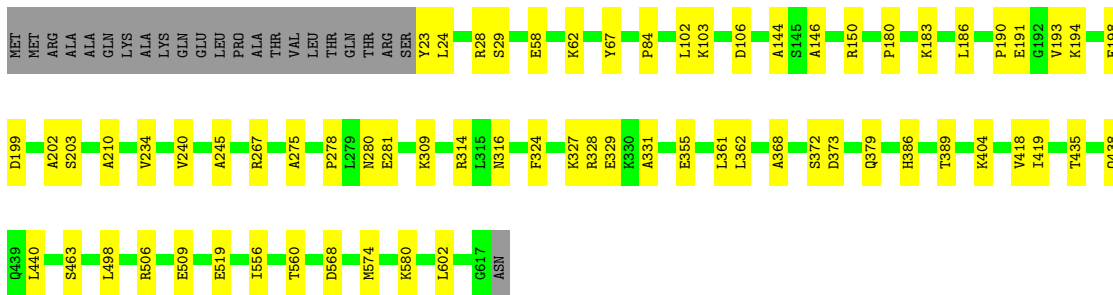 MET MET ARG ALA ALA GLN LYS ALA LYS GLN GLU LEU PRO ALA THR VAL LEU THR GLN THR ARG SER Y23 L24 R28 S29 E58 K62 Y67 P84 L102 K103 D106 A144 S145 A146 R150 P180 K183 L186 P190 E191 G192 V193 K194
D199 A202 S203 A210 V234 V240 A245 R267 A275 P278 L279 N280 E281 K309 R314 L315 N316 F324 K327 R328 E329 K330 A331 E355 L361 L362 A368 S372 D373 Q379 H386 T389 K404 V418 I419 T435
Q439 L440 S463 L498 R506 E509 E519 I556 T560 D568 M574 K580 L602 G617 ASN